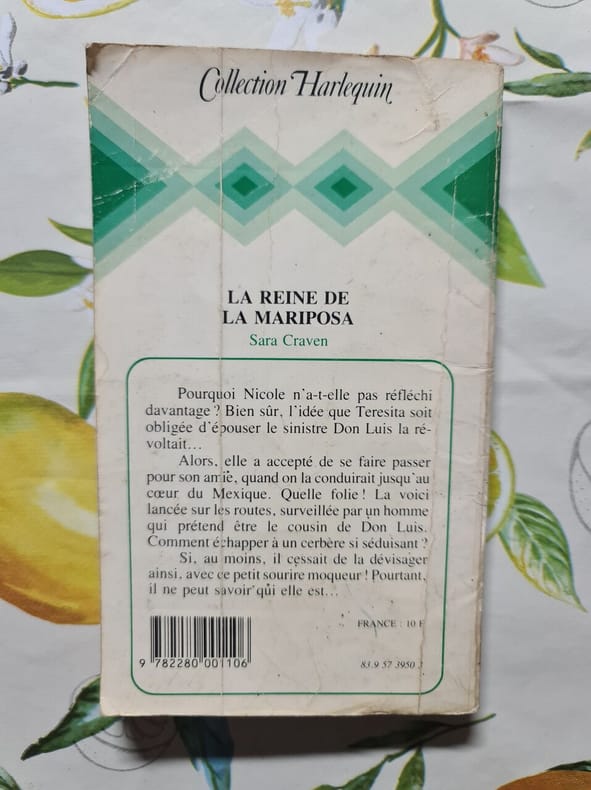 Collection Harlequin
LA REINE DE
LA MARIPOSA
Sara Craven
Pourquoi Nicole n'a-t-elle pas réfléchi
davantage ? Bien sûr, l'idée que Teresita soit
obligée d'épouser le sinistre Don Luis la ré-
voltait...
Alors, elle a accepté de se faire passer
pour son amie, quand on la conduirait jusqu'au
cœur du Mexique. Quelle folie ! La voici
lancée sur les routes, surveillée par un homme
qui prétend être le cousin de Don Luis.
Comment échapper à un cerbère si séduisant ?
Si, au moins, il cessait de la dévisager
ainsi, avec ce petit sourire moqueur ! Pourtant,
il ne peut savoir qui elle est...
FRANCE : 10 F
9 782280 001106
83.9 57 3950